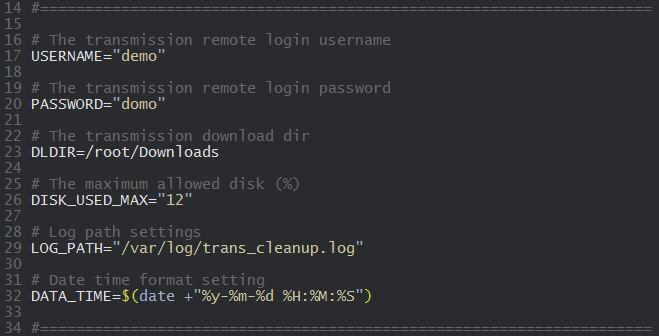 14 #====================================================================
15
16 # The transmission remote login username
17 USERNAME="demo"
18
19 # The transmission remote login password
20 PASSWORD="domo"
21
22 # The transmission download dir
23 DLDIR=/root/Downloads
24
25 # The maximum allowed disk (%)
26 DISK_USED_MAX="12"
27
28 # Log path settings
29 LOG_PATH="/var/log/trans_cleanup.log"
30
31 # Date time format setting
32 DATA_TIME=$(date +"%y-%m-%d %H:%M:%S")
33
34 #====================================================================